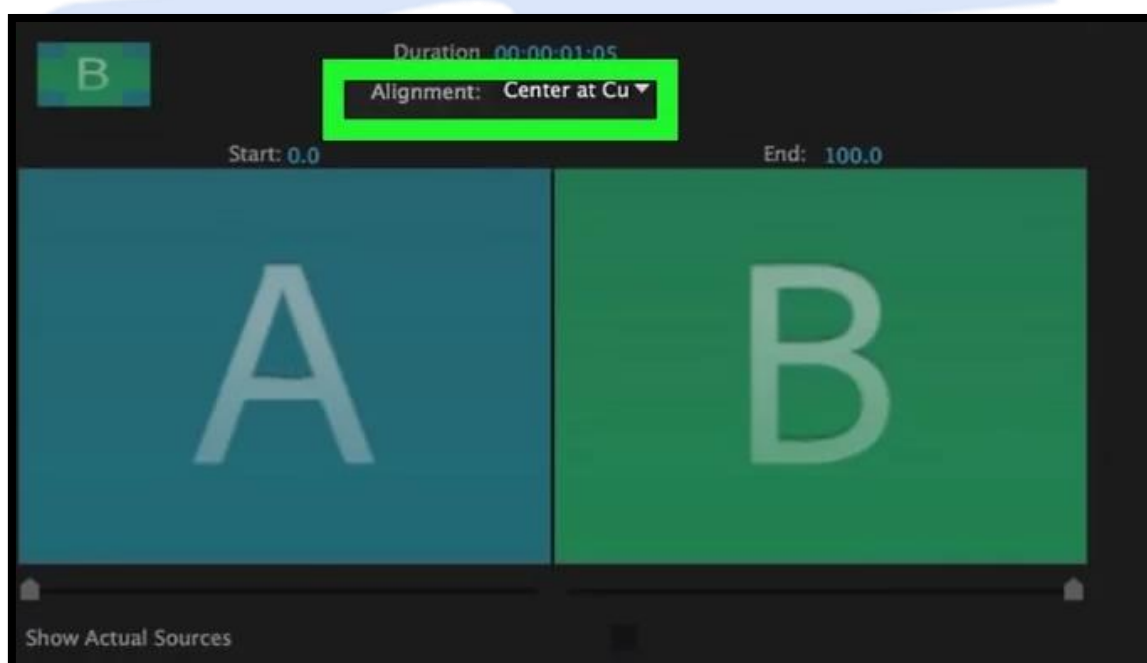 B
Duration 00:00:01:05
Alignment: Center at Cu
Start: 0.0
End: 100.0
A
B
Show Actual Sources